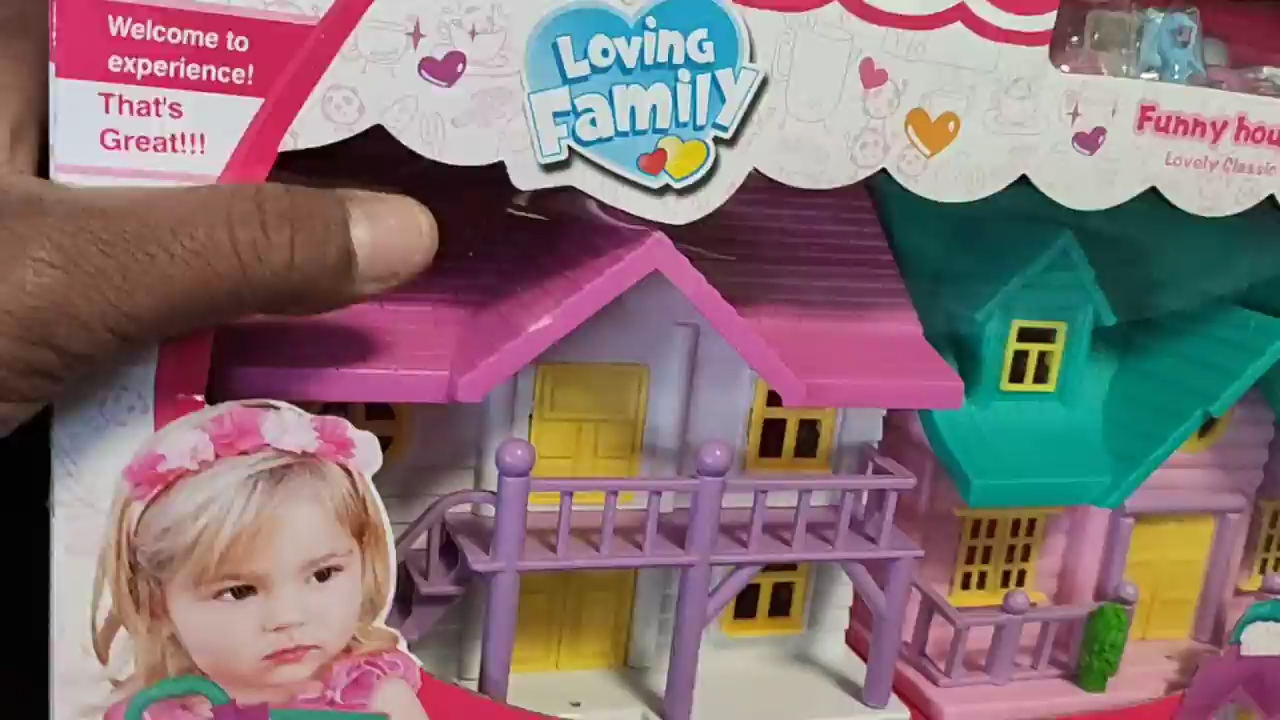 Welcome to
experience!
That's
Great!!!
Loving
Family
Funny hou
Lovely Classic